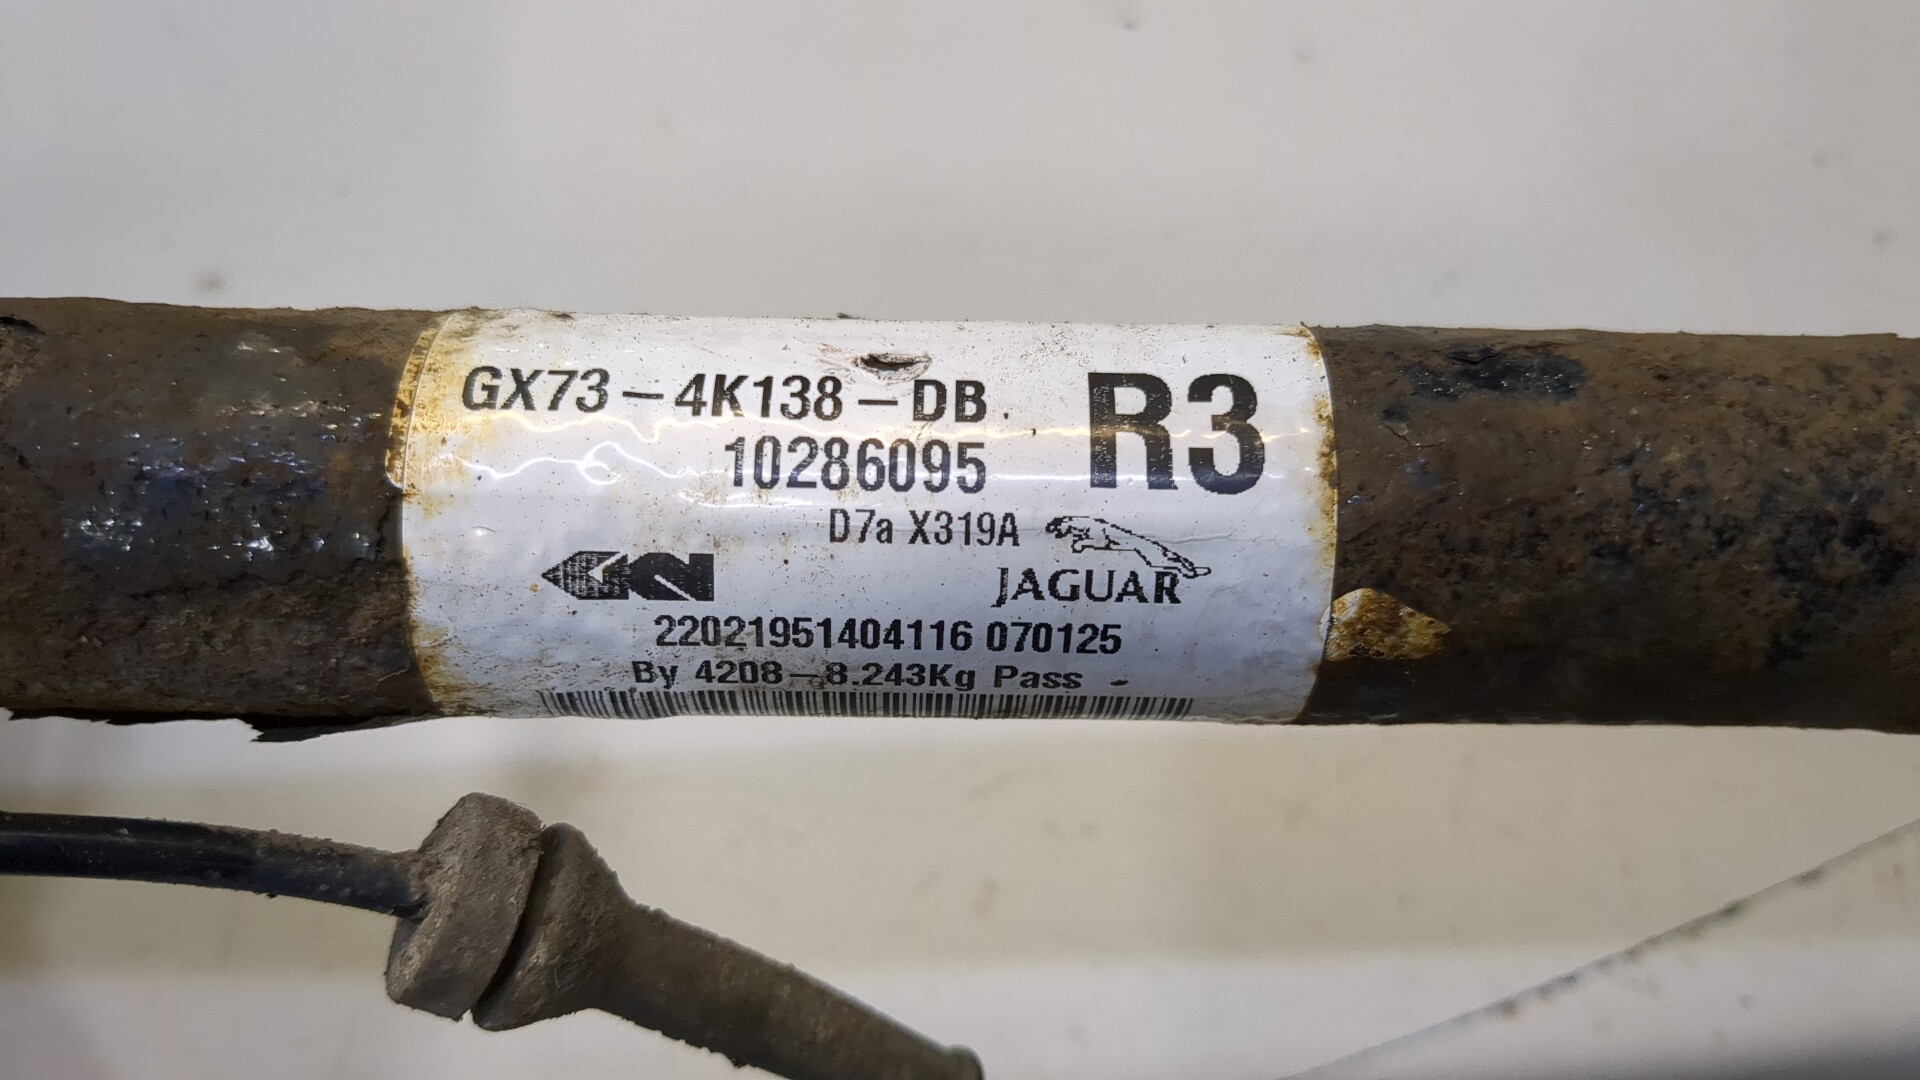 GX73-4K138-DB R3
10286095
D7a X319A
GKN JAGUAR
22021951404116 070125
By 4208-8.243Kg Pass